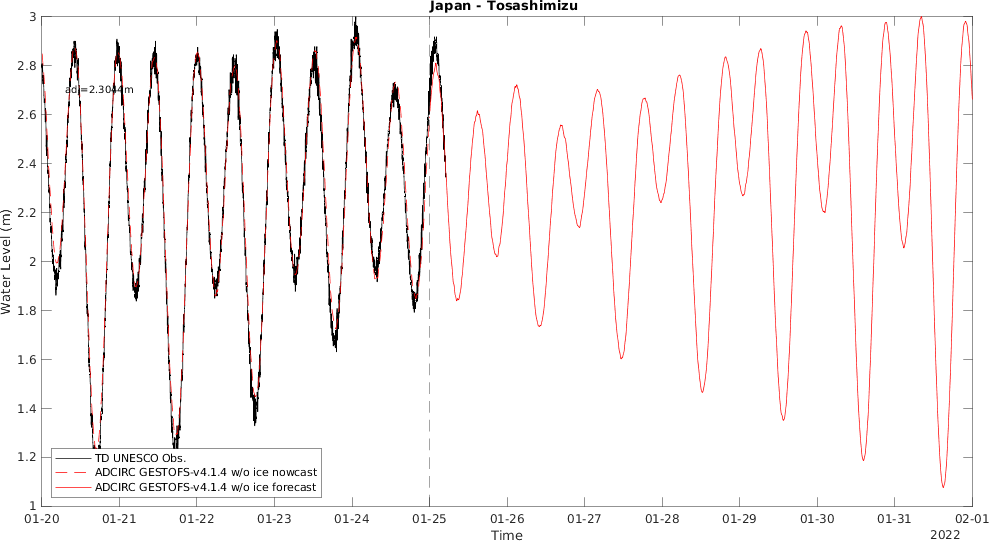 Japan - Tosashimizu
3
2.8
2.6
2.4
2.2
2
1.8
1.6
1.4
1.2
1
Water Level (m)
adj=2.3044m
TD UNESCO Obs.
ADCIRC GESTOFS-v4.1.4 w/o ice nowcast
ADCIRC GESTOFS-v4.1.4 w/o ice forecast
01-20 01-21 01-22 01-23 01-24 01-25 01-26 01-27 01-28 01-29 01-30 01-31 02-01
Time
2022